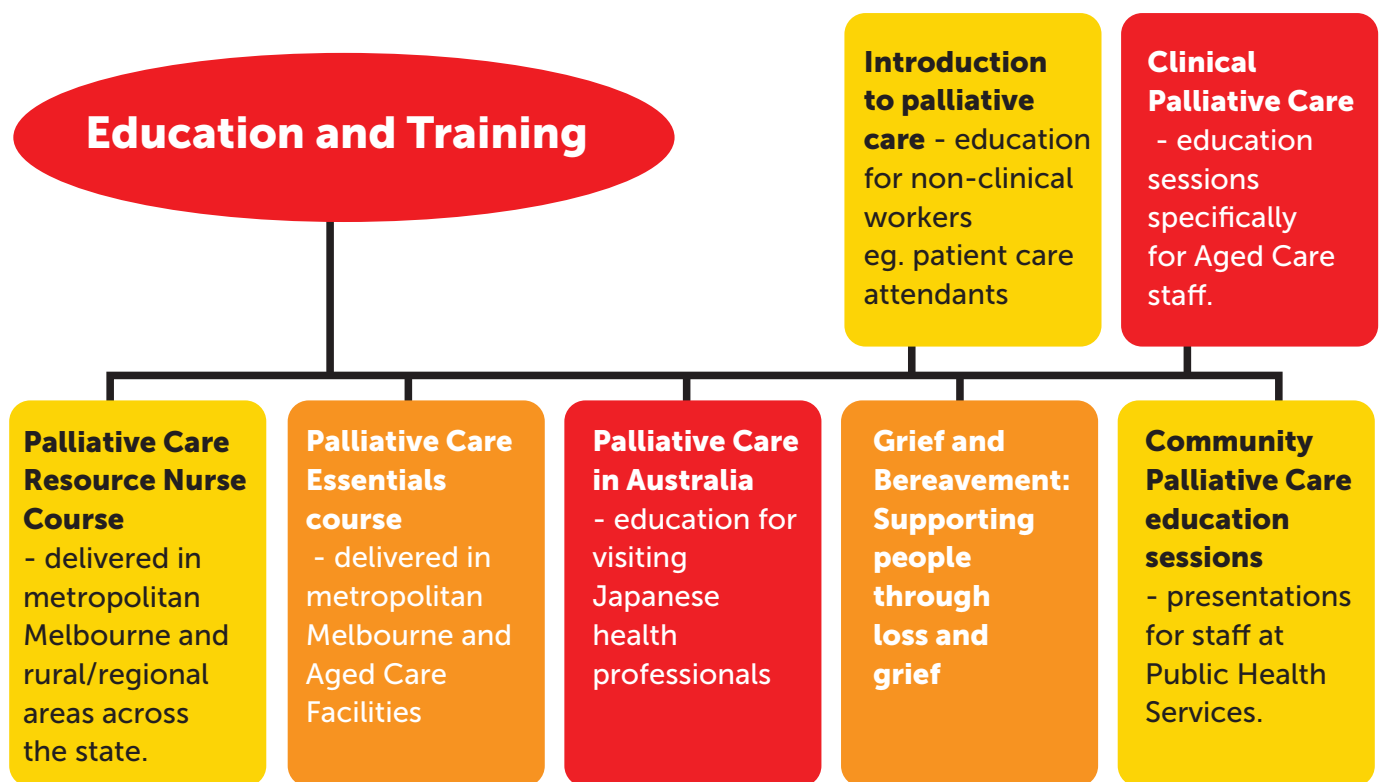 Education and Training
Introduction
to palliative
care - education
for non-clinical
workers
eg. patient care
attendants
Clinical
Palliative Care
- education
sessions
specifically
for Aged Care
staff.
Palliative Care
Resource Nurse
Course
- delivered in
metropolitan
Melbourne and
rural/regional
areas across
the state.
Palliative Care
Essentials
course
- delivered in
metropolitan
Melbourne and
Aged Care
Facilities
Palliative Care
in Australia
- education for
visiting
Japanese
health
professionals
Grief and
Bereavement:
Supporting
people
through
loss and
grief
Community
Palliative Care
education
sessions
- presentations
for staff at
Public Health
Services.